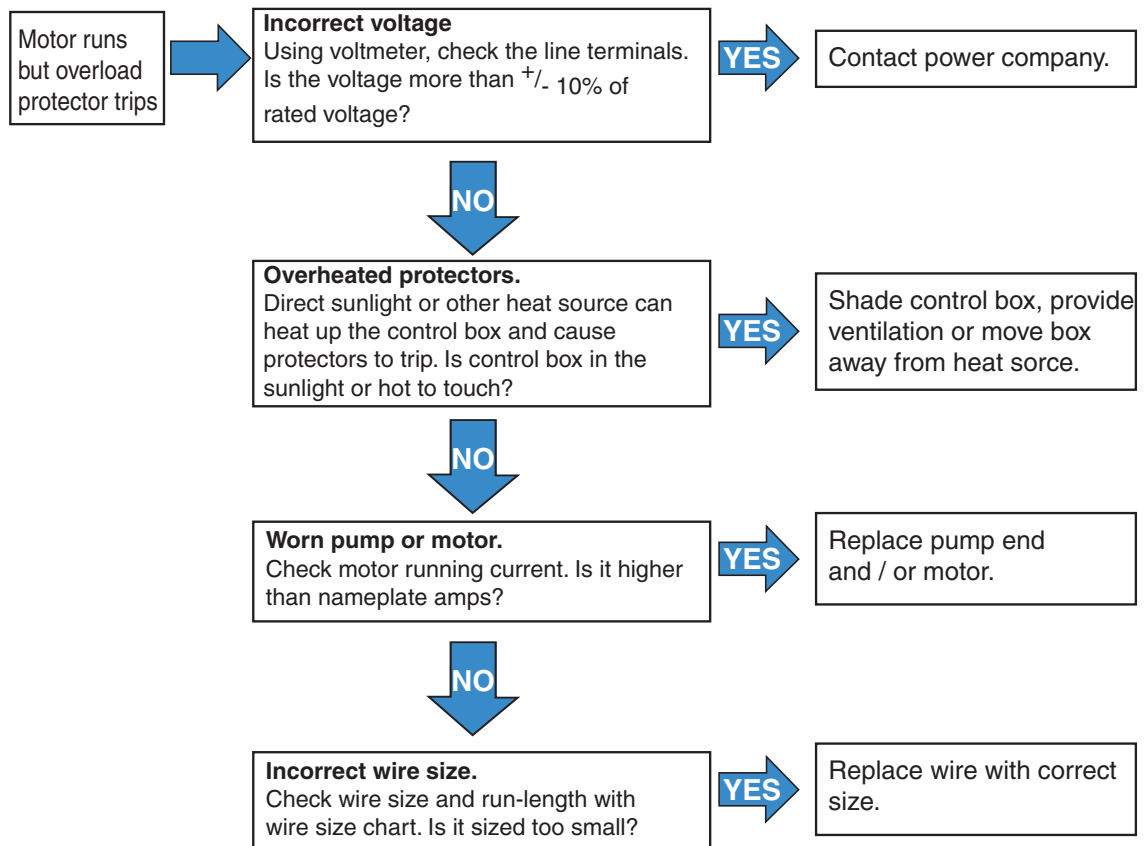 Motor runs
but overload
protector trips
Incorrect voltage
Using voltmeter, check the line terminals.
Is the voltage more than +/- 10% of
rated voltage?
YES
Contact power company.
NO
Overheated protectors.
Direct sunlight or other heat source can
heat up the control box and cause
protectors to trip. Is control box in the
sunlight or hot to touch?
YES
Shade control box, provide
ventilation or move box
away from heat sorce.
NO
Worn pump or motor.
Check motor running current. Is it higher
than nameplate amps?
YES
Replace pump end
and / or motor.
NO
Incorrect wire size.
Check wire size and run-length with
wire size chart. Is it sized too small?
YES
Replace wire with correct
size.